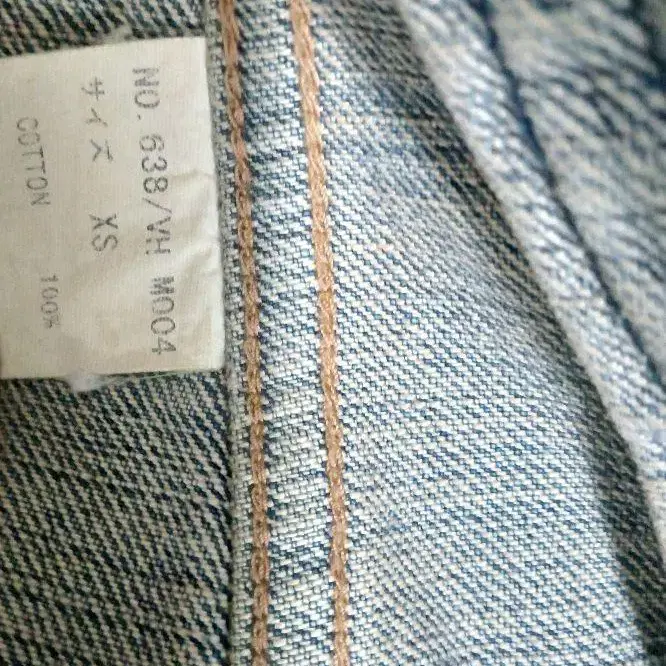 NO. 638/VH M004
サイズ XS
COTTON 100%